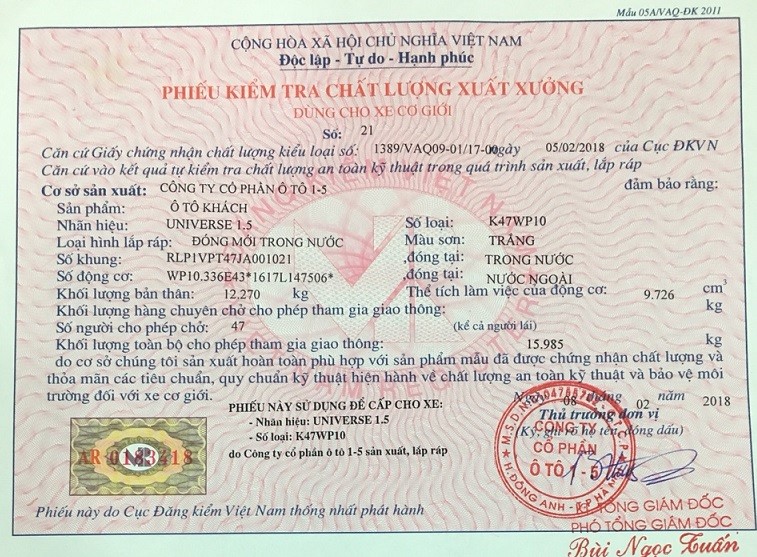 Mẫu 05A/VAQ-ĐK 2011
CỘNG HÒA XÃ HỘI CHỦ NGHĨA VIỆT NAM
Độc lập - Tự do - Hạnh phúc
PHIẾU KIỂM TRA CHẤT LƯỢNG XUẤT XƯỞNG
DÙNG CHO XE CƠ GIỚI
Số: 21
Căn cứ Giấy chứng nhận chất lượng kiểu loại số: 1389/VAQ09-01/17-00 ngày 05/02/2018 của Cục ĐKVN
Căn cứ vào kết quả tự kiểm tra chất lượng an toàn kỹ thuật trong quá trình sản xuất, lắp ráp
Cơ sở sản xuất: CÔNG TY CỔ PHẦN Ô TÔ 1-5 đảm bảo rằng:
Sản phẩm: Ô TÔ KHÁCH
Nhãn hiệu: UNIVERSE 1.5 Số loại: K47WP10
Loại hình lắp ráp: ĐÓNG MỚI TRONG NƯỚC Màu sơn: TRẮNG
Số khung: RLP1VPT47JA001021 ,đóng tại: TRONG NƯỚC
Số động cơ: WP10.336E43*1617L147506* ,đóng tại: NƯỚC NGOÀI
Khối lượng bản thân: 12,270 kg Thể tích làm việc của động cơ: 9.726 cm³
Khối lượng hàng chuyên chở cho phép tham gia giao thông: kg
Số người cho phép chở: 47 (kể cả người lái)
Khối lượng toàn bộ cho phép tham gia giao thông: 15.985 kg
do cơ sở chúng tôi sản xuất hoàn toàn phù hợp với sản phẩm mẫu đã được chứng nhận chất lượng và
thỏa mãn các tiêu chuẩn, quy chuẩn kỹ thuật hiện hành về chất lượng an toàn kỹ thuật và bảo vệ môi
trường đối với xe cơ giới.
Ngày 08 tháng 02 năm 2018
PHIẾU NÀY SỬ DỤNG ĐỂ CẤP CHO XE:
- Nhãn hiệu: UNIVERSE 1.5
- Số loại: K47WP10
do Công ty cổ phần ô tô 1-5 sản xuất, lắp ráp
Thủ trưởng đơn vị
(Ký, ghi rõ họ tên, đóng dấu)
CÔNG TY
CỔ PHẦN
Ô TÔ 1-5
H. ĐÔNG ANH - TP HÀ NỘI
AR 0183418
Phiếu này do Cục Đăng kiểm Việt Nam thống nhất phát hành
TỔNG GIÁM ĐỐC
PHÓ TỔNG GIÁM ĐỐC
Bùi Ngọc Tuấn